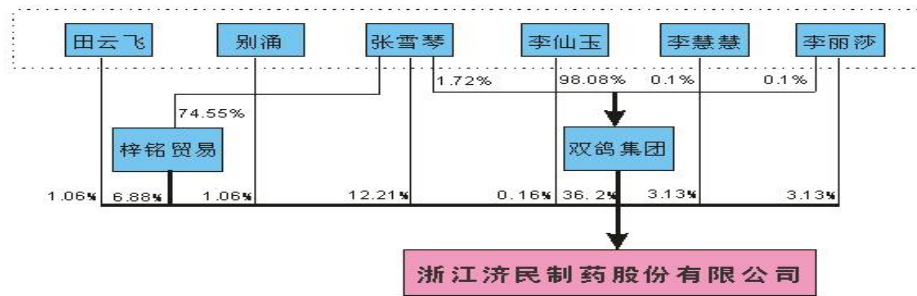 田云飞 别涌 张雪琴 李仙玉 李慧慧 李丽莎
1.72% 98.08% 0.1% 0.1%
74.55%
梓铭贸易 双鸽集团
1.06% 6.88% 1.06% 12.21% 0.16% 36.2% 3.13% 3.13%
浙江济民制药股份有限公司